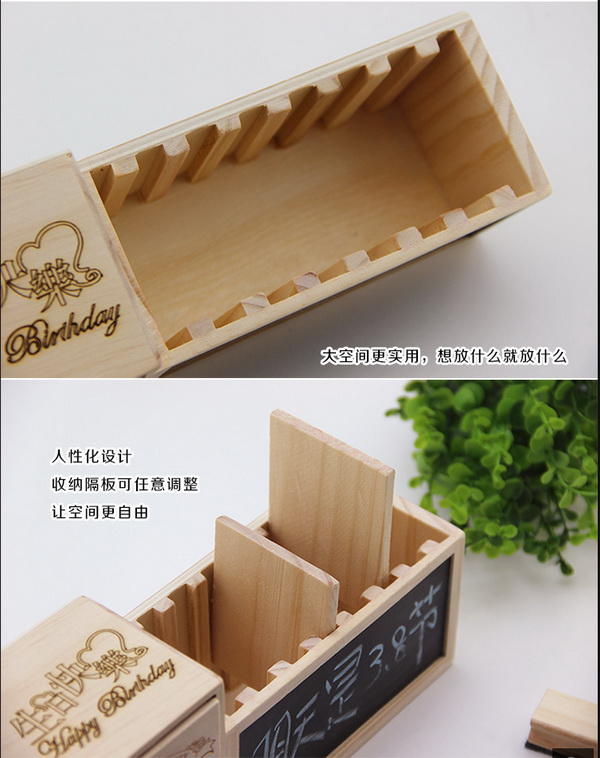 樂
Birthday
大空间更实用，想放什么就放什么
人性化设计
收纳隔板可任意调整
让空间更自由
生日快樂
Happy Birthday
3.8节